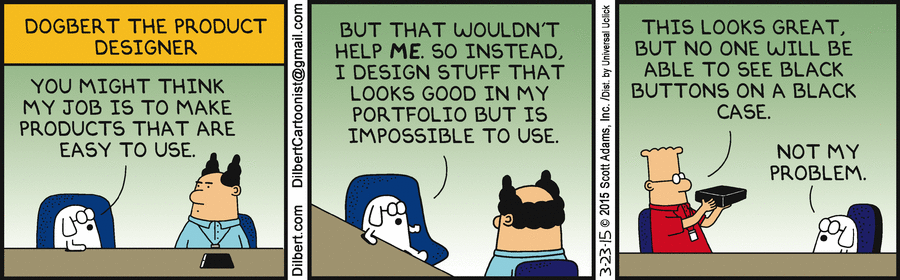 DOGBERT THE PRODUCT
DESIGNER
YOU MIGHT THINK
MY JOB IS TO MAKE
PRODUCTS THAT ARE
EASY TO USE.
Dilbert.com DilbertCartoonist@gmail.com
BUT THAT WOULDN'T
HELP ME. SO INSTEAD,
I DESIGN STUFF THAT
LOOKS GOOD IN MY
PORTFOLIO BUT IS
IMPOSSIBLE TO USE.
3-23-15 © 2015 Scott Adams, Inc. /Dist. by Universal Uclick
THIS LOOKS GREAT,
BUT NO ONE WILL BE
ABLE TO SEE BLACK
BUTTONS ON A BLACK
CASE.
NOT MY
PROBLEM.